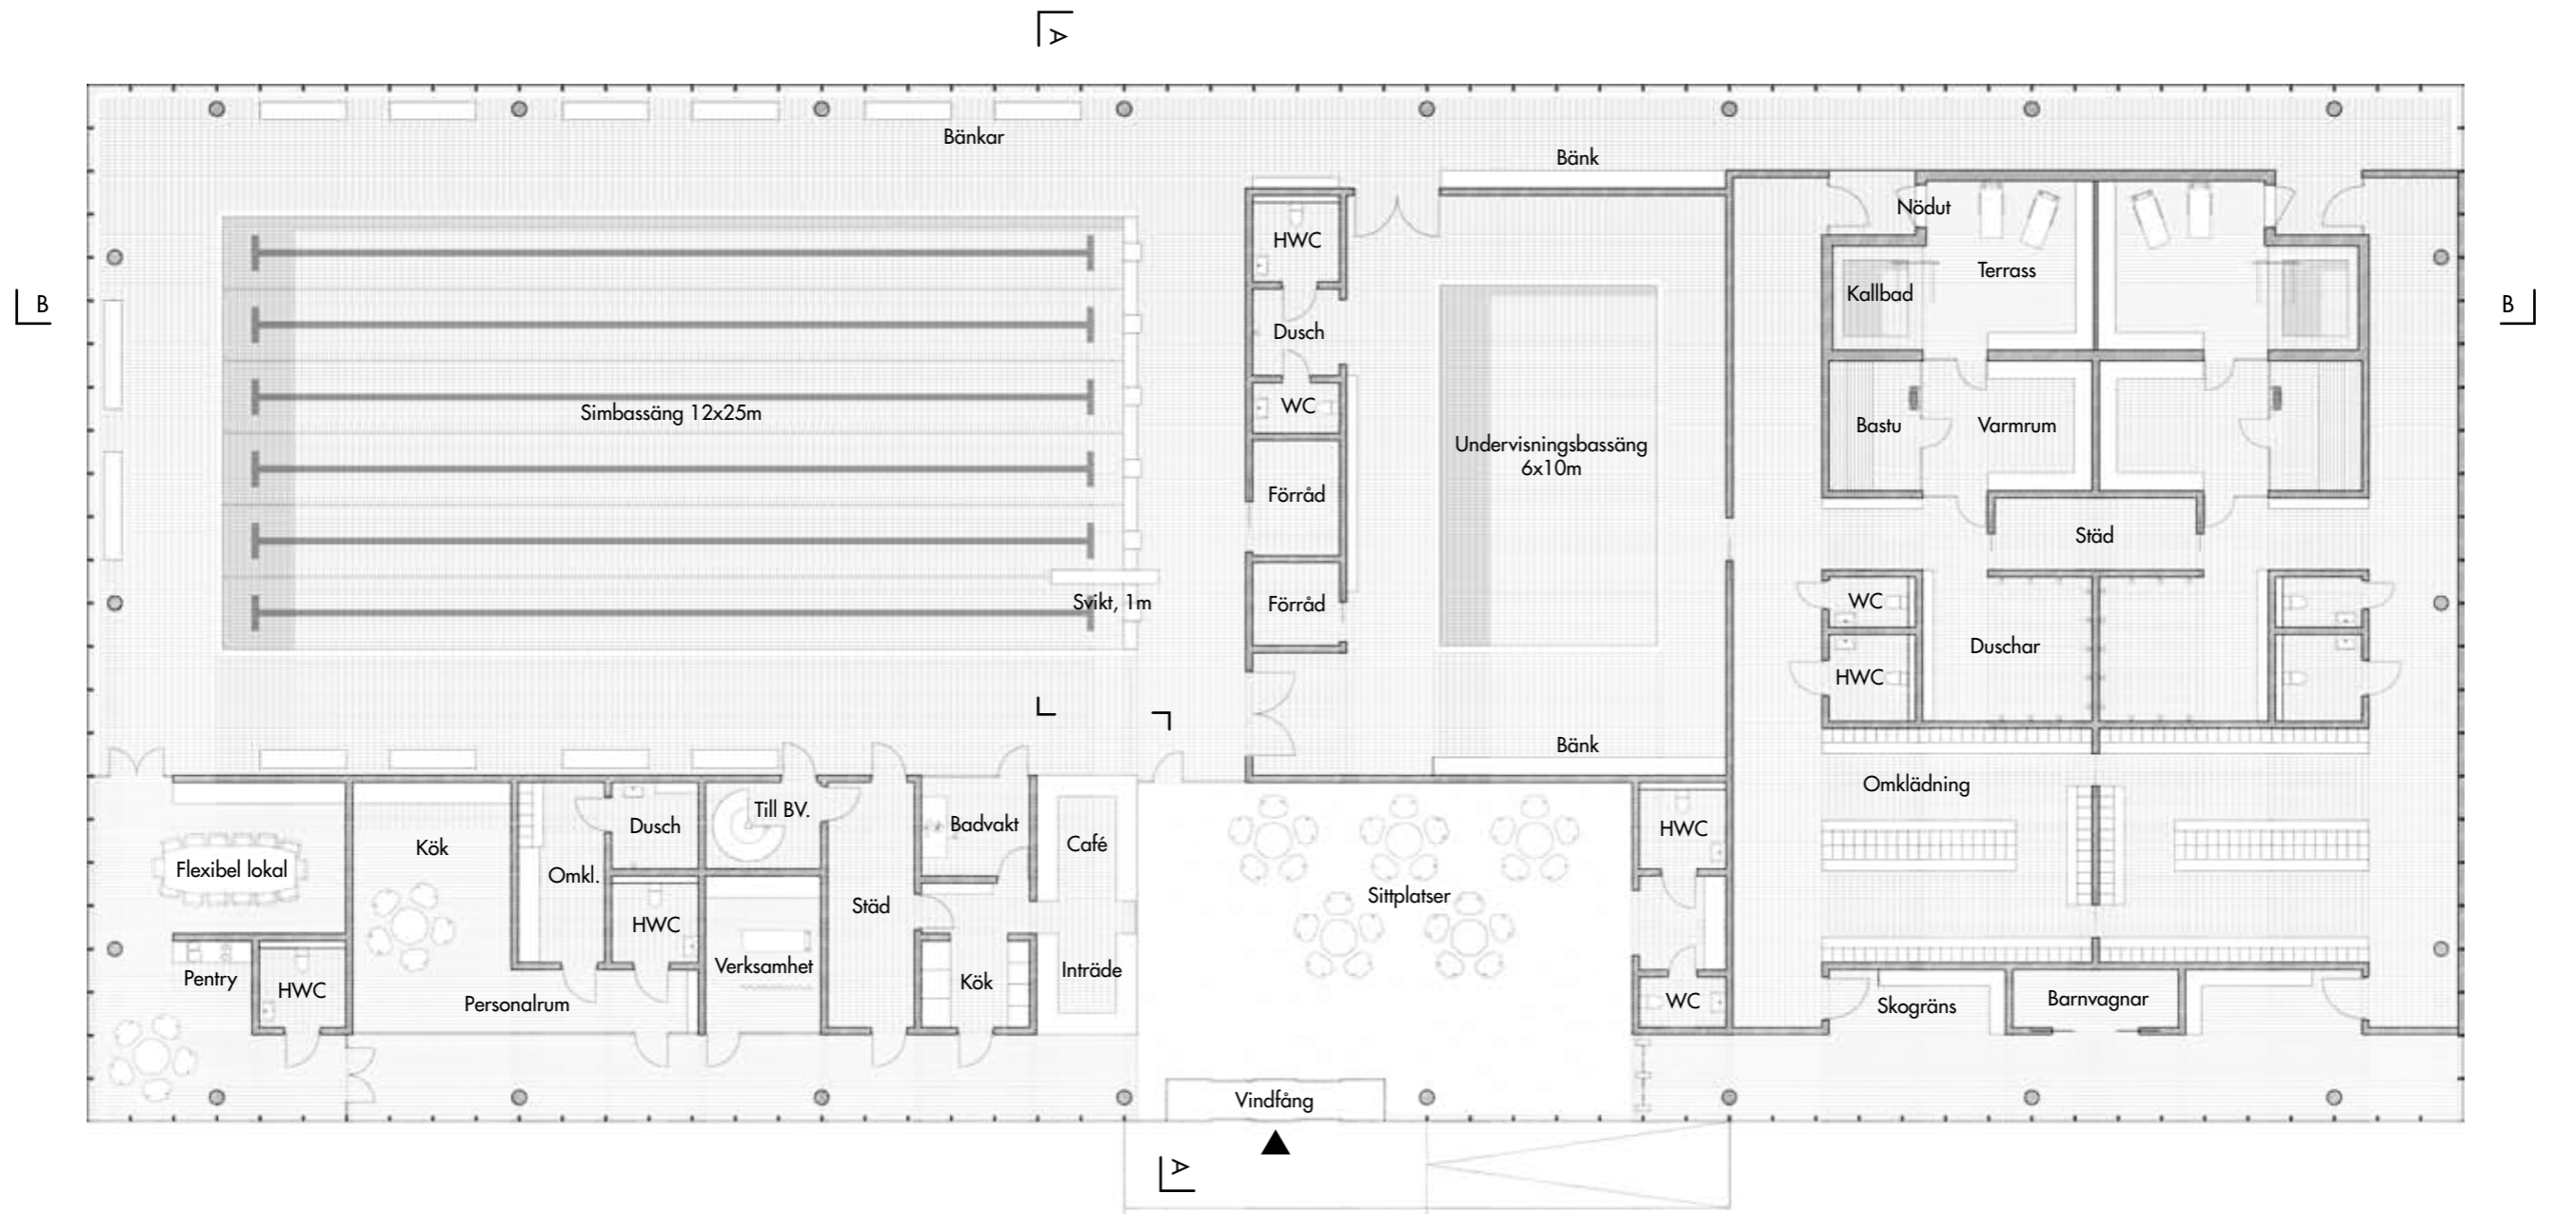 A
Bänkar
Bänk
HWC
Nödut
Terrass
Kallbad
B
B
Dusch
WC
Simbassäng 12x25m
Bastu
Varmrum
Undervisningsbassäng
6x10m
Förråd
Städ
Förråd
Svikt, 1m
WC
Duschar
HWC
Bänk
Omklädning
Till BV.
Dusch
Badvakt
HWC
Café
Kök
Flexibel lokal
Omkl.
Sittplatser
Städ
HWC
Verksamhet
Inträde
Pentry
HWC
Kök
Personalrum
WC
Skogräns
Barnvagnar
Vindfång
A